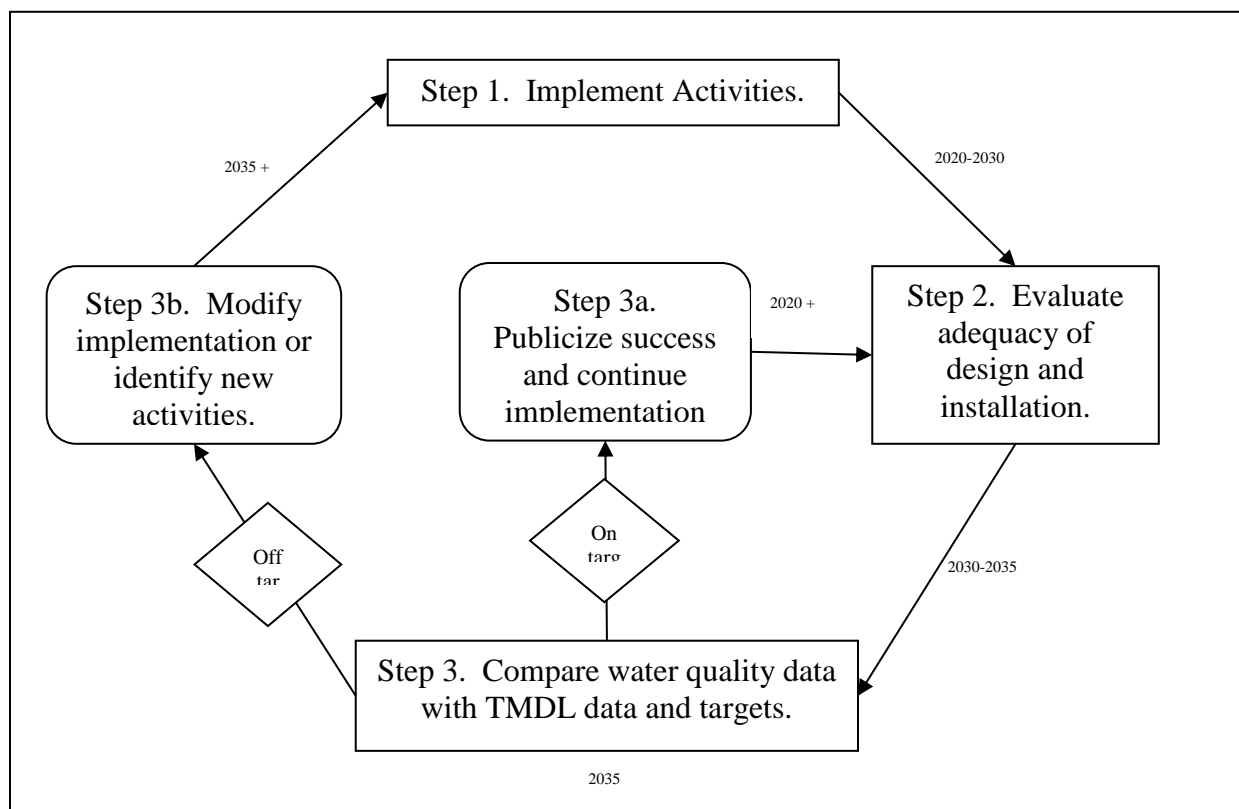 Step 1. Implement Activities.
2035 +
2020-2030
Step 3b. Modify
implementation or
identify new
activities.
Step 3a.
Publicize success
and continue
implementation
2020 +
Step 2. Evaluate
adequacy of
design and
installation.
Off
tar
On
targ
2030-2035
Step 3. Compare water quality data
with TMDL data and targets.
2035